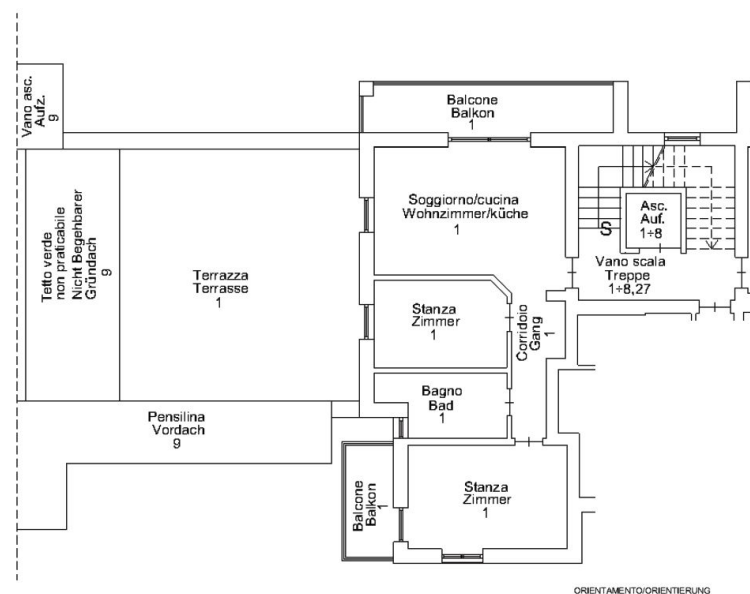 Vano asc.
Aufz.
9
Balcone
Balkon
1
Soggiorno/cucina
Wohnzimmer/küche
1
Asc.
Auf.
1÷8
S
Vano scala
Treppe
1÷8,27
Tetto verde
non praticabile
Nicht Begehbarer
Gründach
9
Terrazza
Terrasse
1
Stanza
Zimmer
1
Corridoio
Gang
1
Bagno
Bad
1
Pensilina
Vordach
9
Balcone
Balkon
1
Stanza
Zimmer
1
ORIENTAMENTO/ORIENTIERUNG